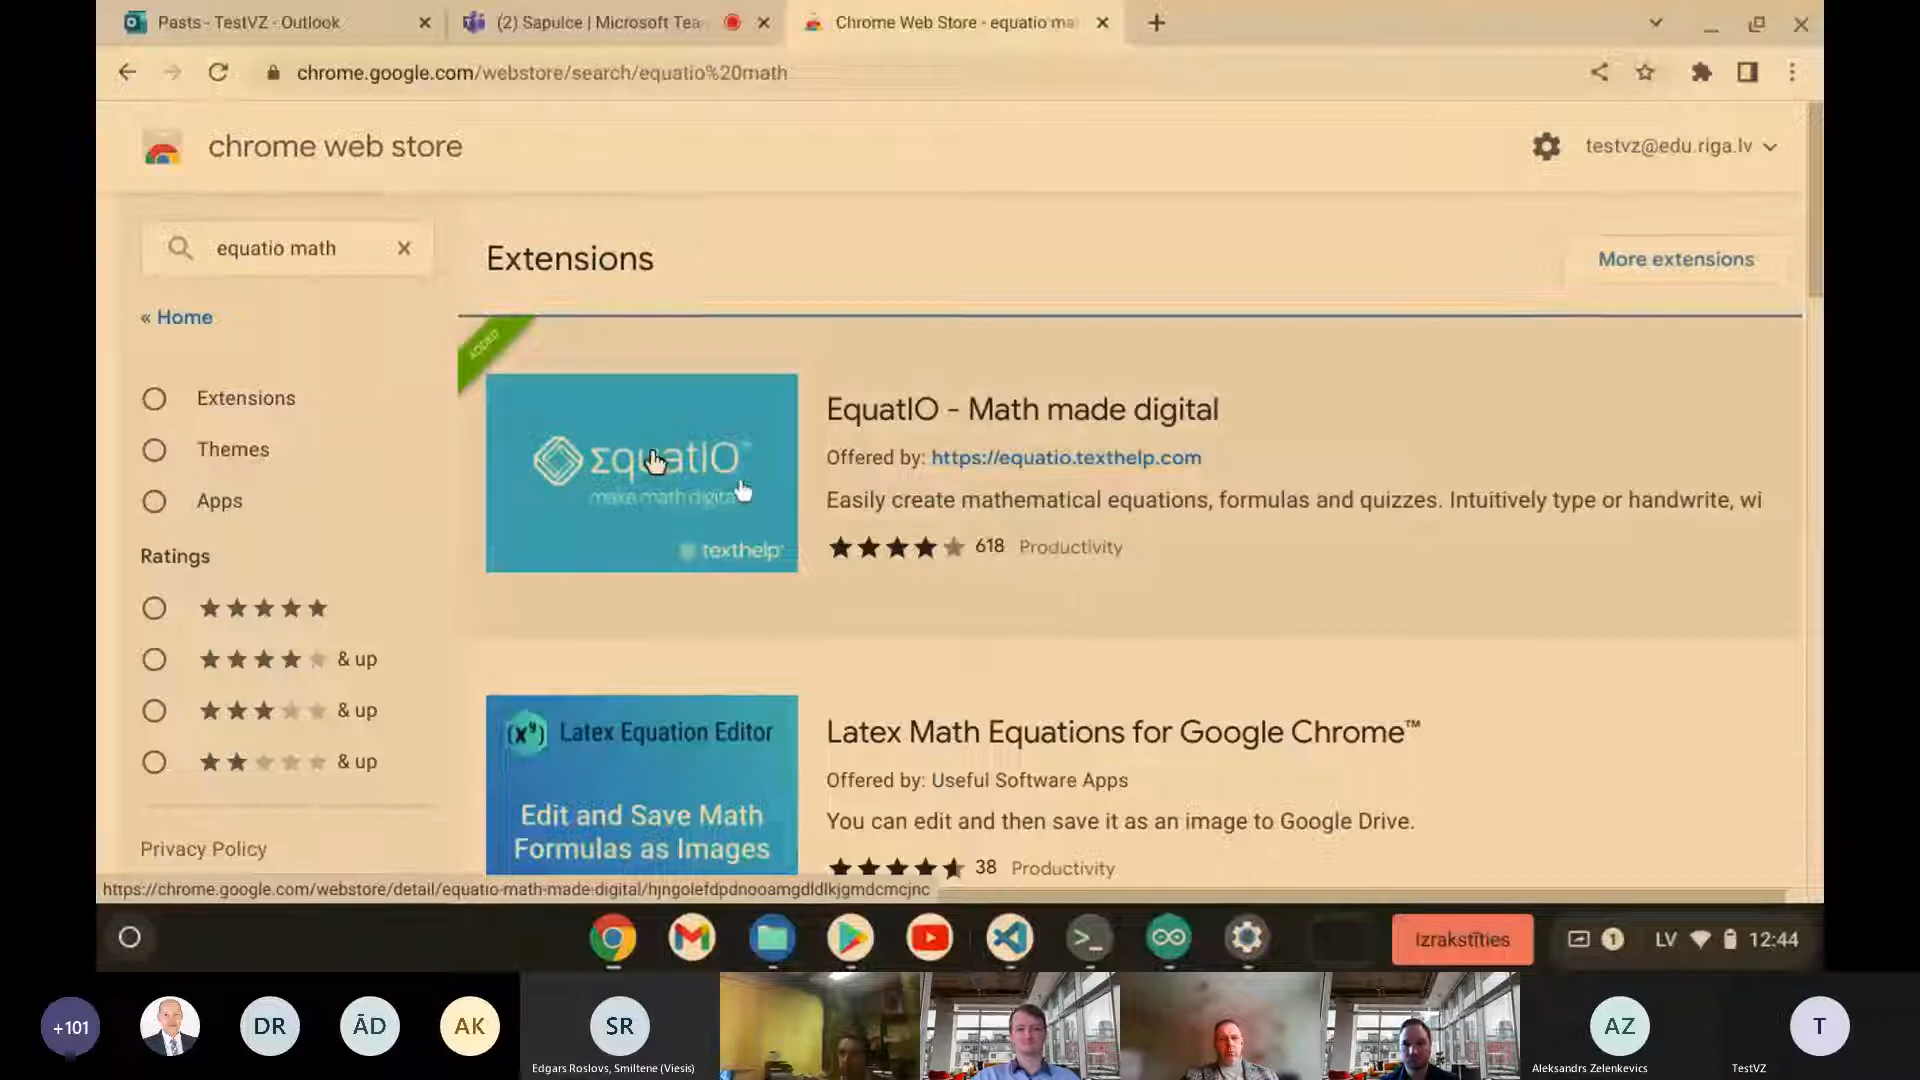 Pasts - TestVZ - Outlook
(2) Sapulce | Microsoft Tea
Chrome Web Store - equatio ma
chrome.google.com/webstore/search/equatio%20math
chrome web store
testvz@edu.riga.lv
equatio math
Extensions
More extensions
« Home
ADDED
Extensions
Themes
Apps
Ratings
& up
& up
& up
Privacy Policy
ΣquatIO™
make math digital
texthelp
EquatIO - Math made digital
Offered by: https://equatio.texthelp.com
Easily create mathematical equations, formulas and quizzes. Intuitively type or handwrite, wi
618 Productivity
(x^y) Latex Equation Editor
Edit and Save Math
Formulas as Images
Latex Math Equations for Google Chrome™
Offered by: Useful Software Apps
You can edit and then save it as an image to Google Drive.
38 Productivity
https://chrome.google.com/webstore/detail/equatio-math-made-digital/hjngolefdpdnooamgdldlkjgmdcmcjnc
Izrakstīties
1
LV
12:44
+101
DR
ĀD
AK
SR
AZ
T
Edgars Roslovs, Smiltene (Viesis)
Aleksandrs Zelenkevics
TestVZ